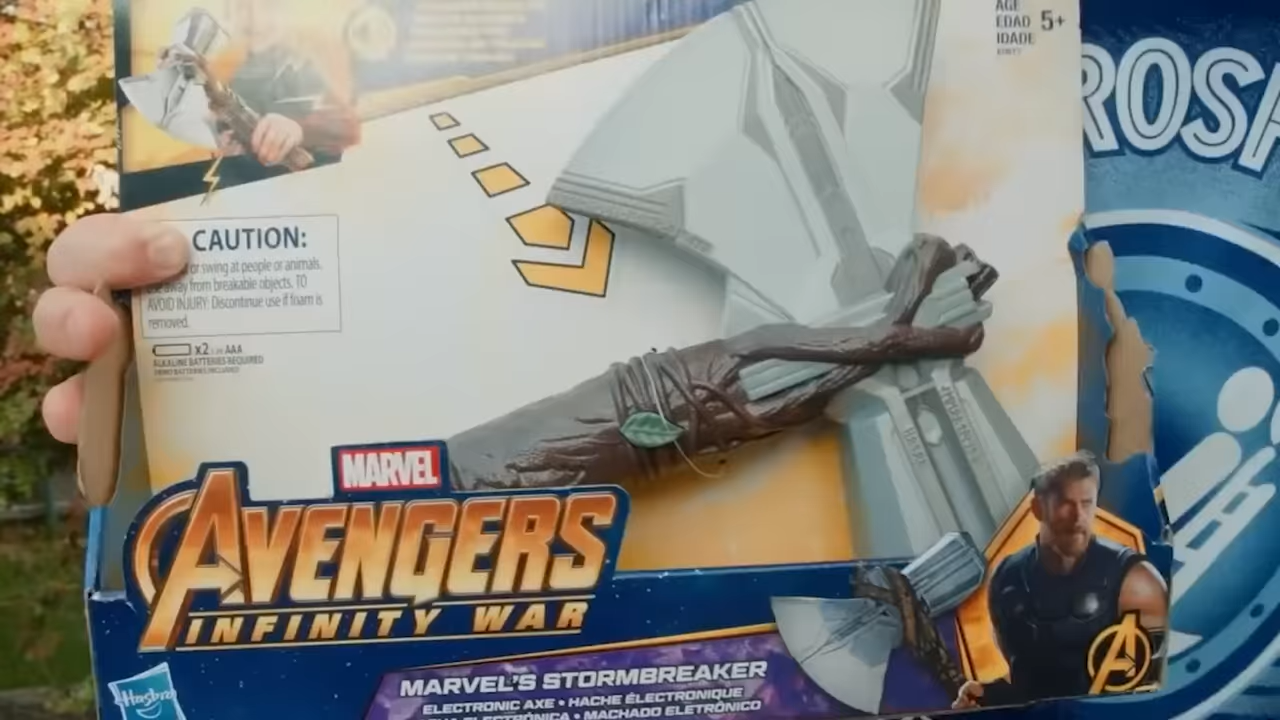 AGE
EDAD
IDADE
5+
ROS
CAUTION:
or swing at people or animals.
away from breakable objects. TO
AVOID INJURY: Discontinue use if foam is
removed.
x2 AAA
ALKALINE BATTERIES REQUIRED
MARVEL
AVENGERS
INFINITY WAR
Hasbro
MARVEL'S STORMBREAKER
ELECTRONIC AXE • HACHE ÉLECTRONIQUE
ELECTRÓNICA • MACHADO ELETRÔNICO